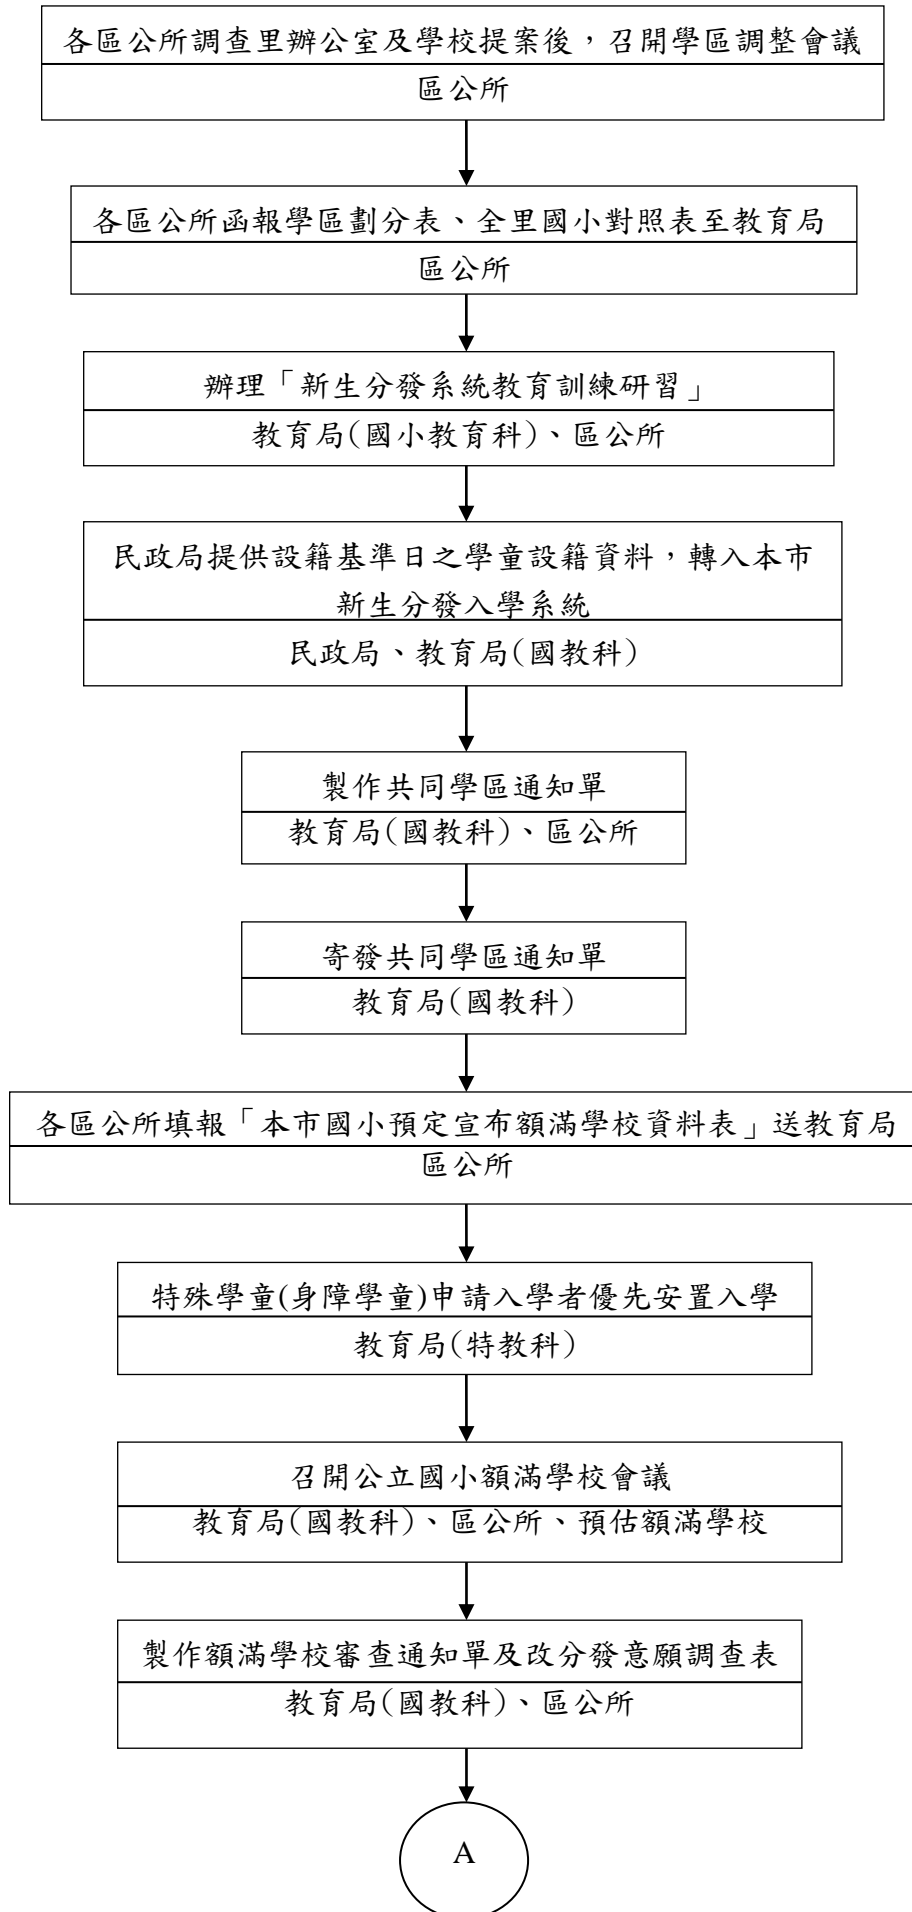 各區公所調查里辦公室及學校提案後，召開學區調整會議
區公所
各區公所函報學區劃分表、全里國小對照表至教育局
區公所
辦理「新生分發系統教育訓練研習」
教育局(國小教育科)、區公所
民政局提供設籍基準日之學童設籍資料，轉入本市
新生分發入學系統
民政局、教育局(國教科)
製作共同學區通知單
教育局(國教科)、區公所
寄發共同學區通知單
教育局(國教科)
各區公所填報「本市國小預定宣布額滿學校資料表」送教育局
區公所
特殊學童(身障學童)申請入學者優先安置入學
教育局(特教科)
召開公立國小額滿學校會議
教育局(國教科)、區公所、預估額滿學校
製作額滿學校審查通知單及改分發意願調查表
教育局(國教科)、區公所
A